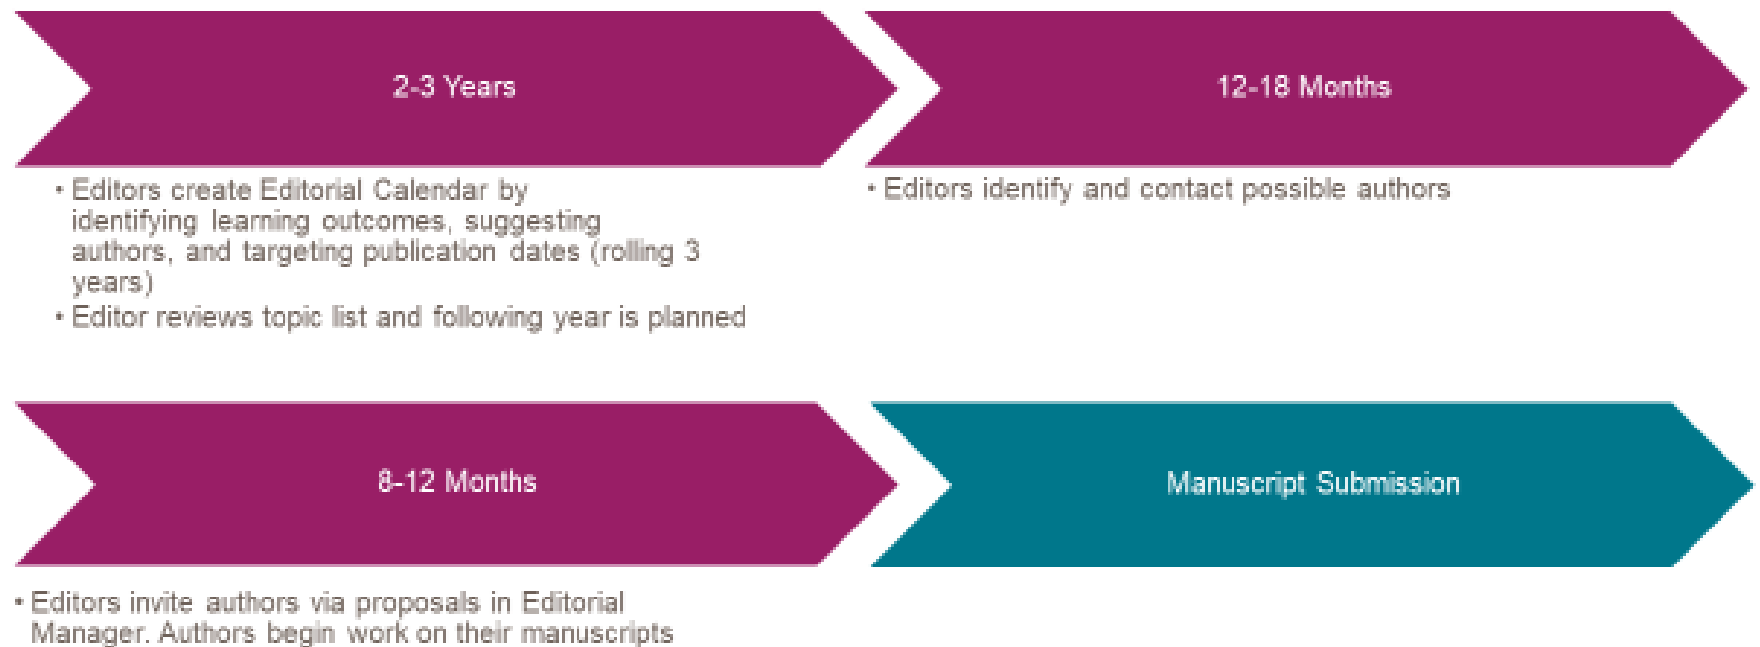 2-3 Years
• Editors create Editorial Calendar by
identifying learning outcomes, suggesting
authors, and targeting publication dates (rolling 3
years)
• Editor reviews topic list and following year is planned
12-18 Months
• Editors identify and contact possible authors
8-12 Months
• Editors invite authors via proposals in Editorial
Manager. Authors begin work on their manuscripts
Manuscript Submission